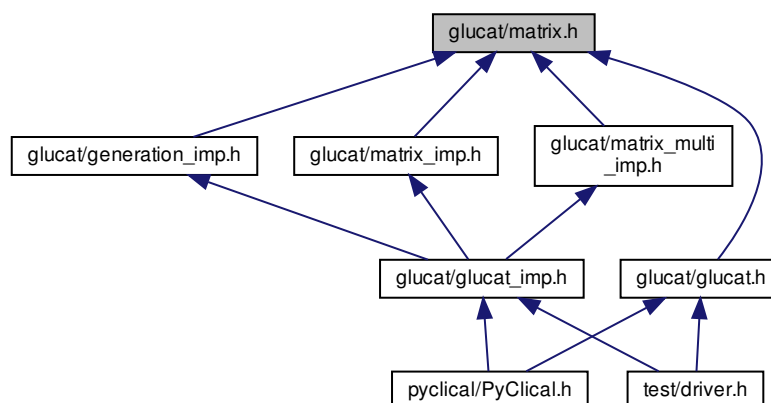 glucat/matrix.h
glucat/generation_imp.h
glucat/matrix_imp.h
glucat/matrix_multi
_imp.h
glucat/glucat_imp.h
glucat/glucat.h
pyclical/PyClical.h
test/driver.h